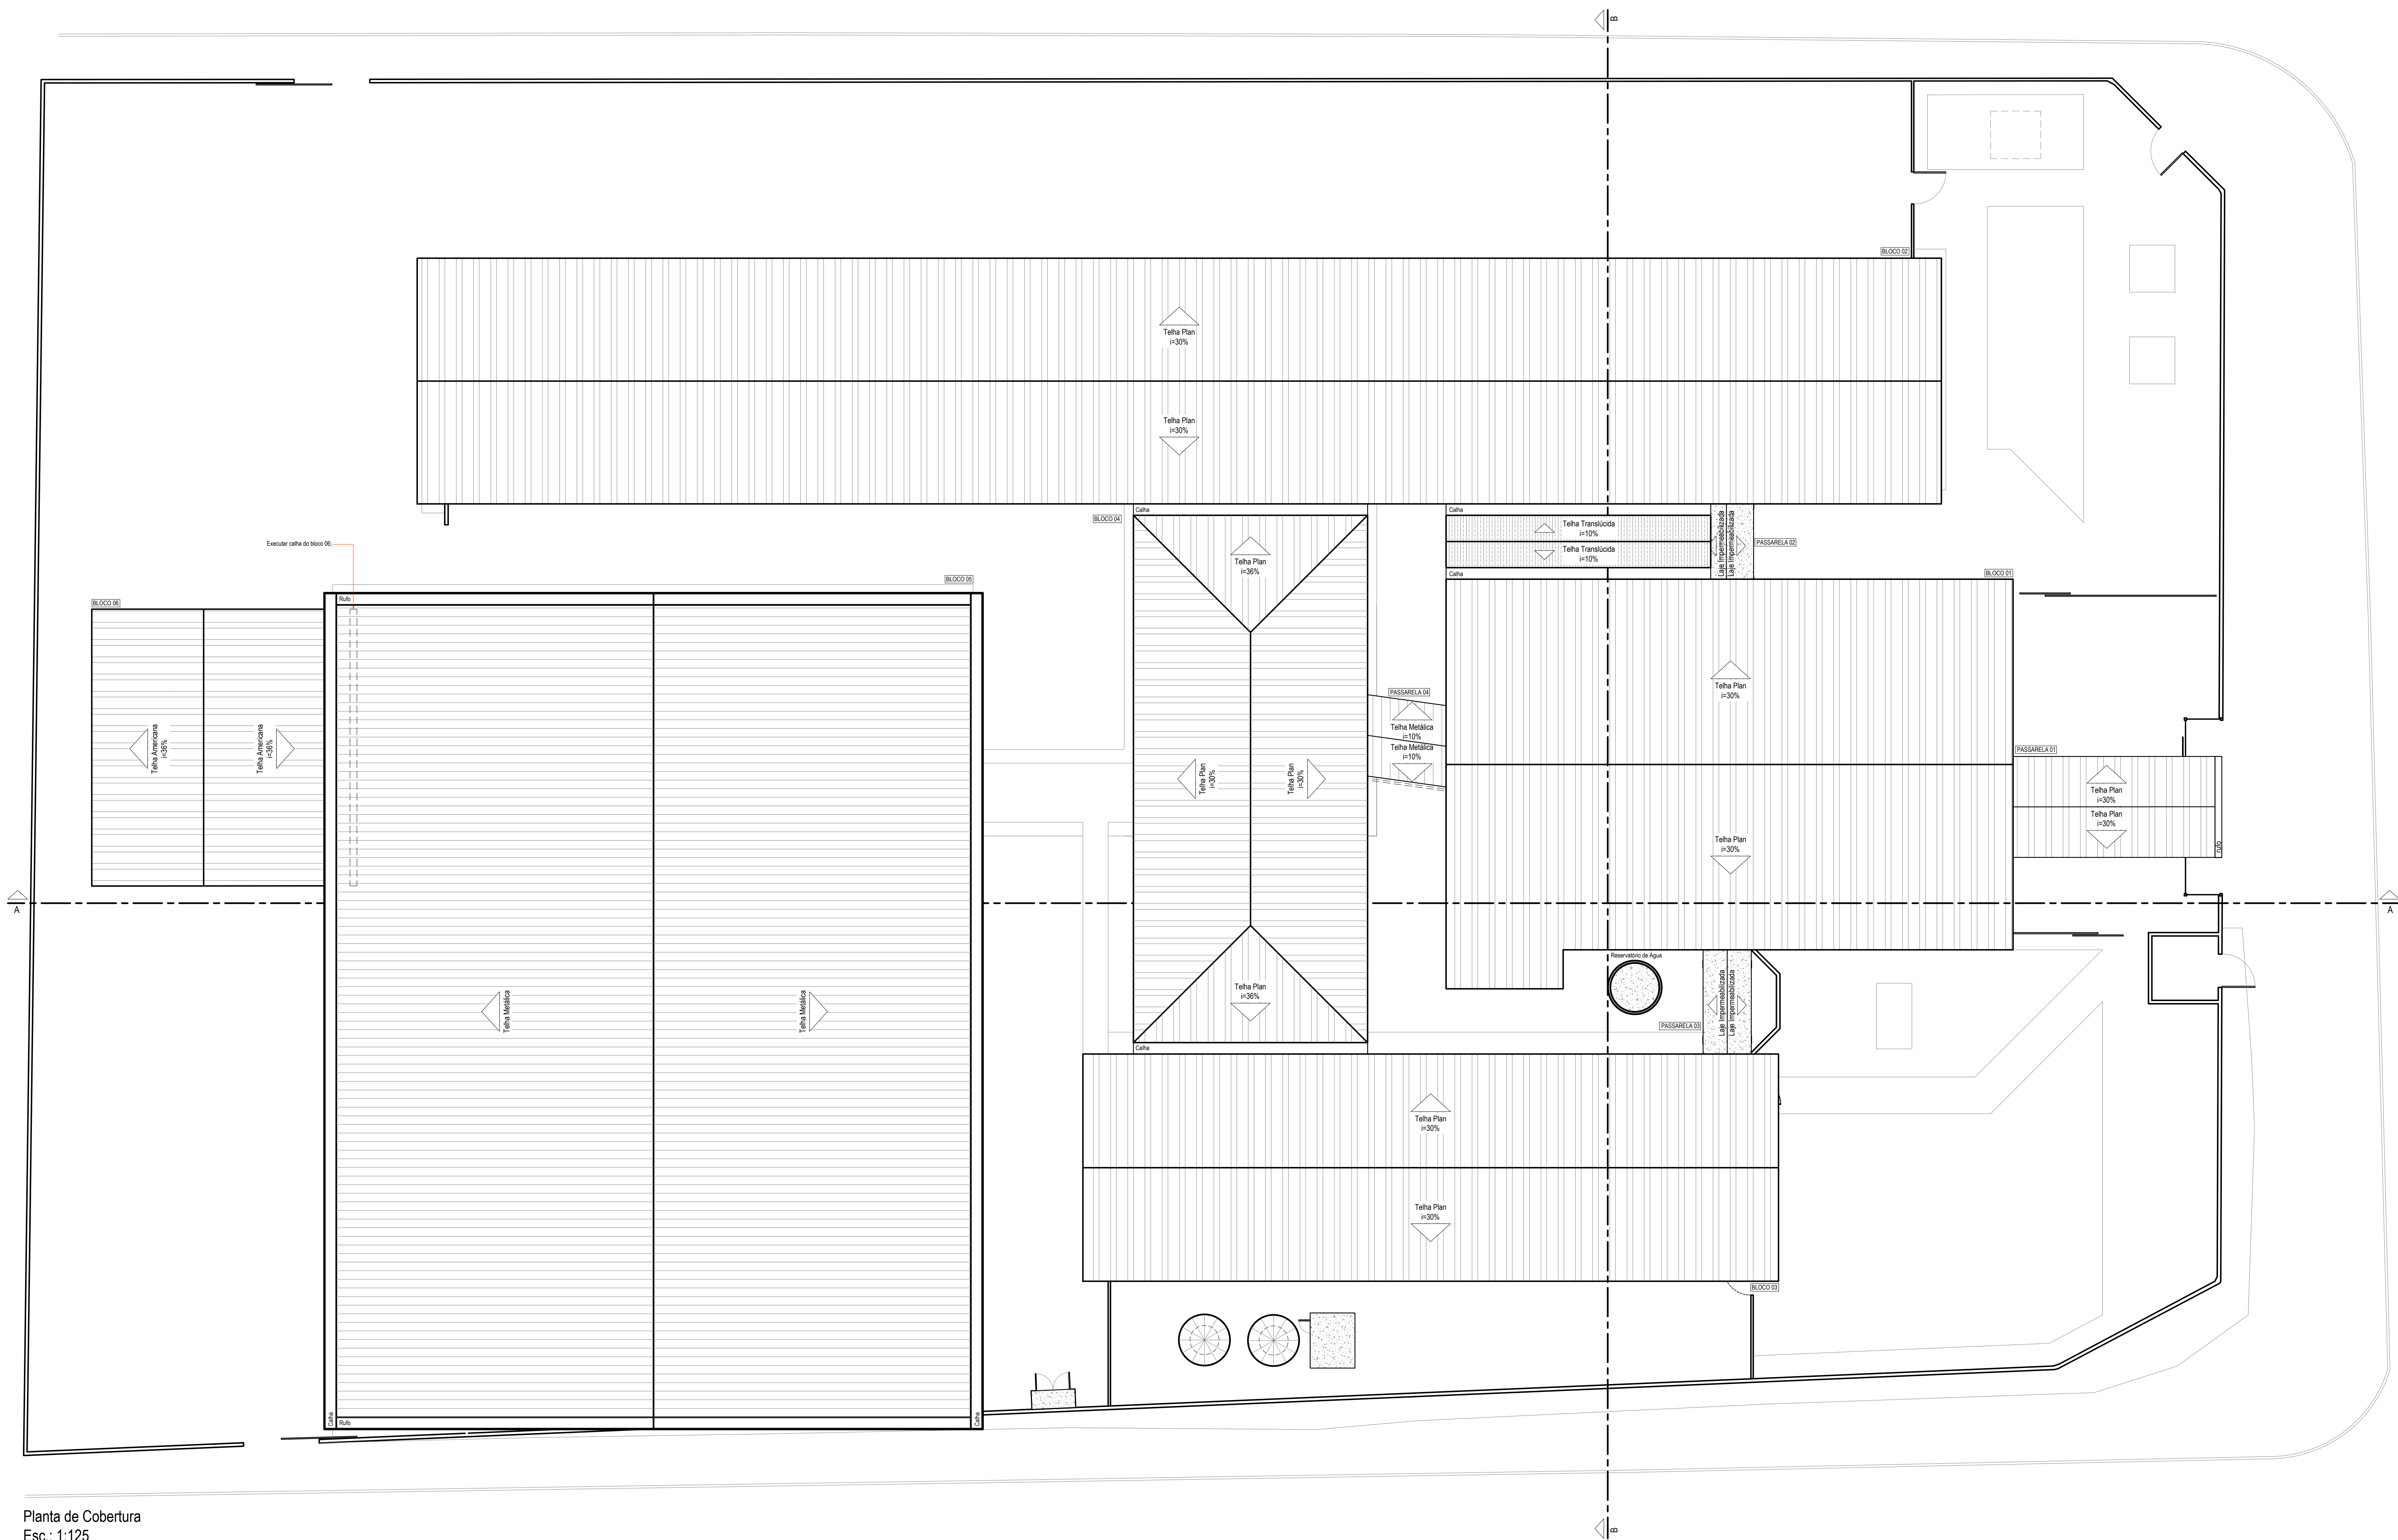 B
BLOCO 02
Telha Plan
i=30%
Telha Plan
i=30%
Calha
Calha
BLOCO 04
Telha Translúcida
i=10%
Telha Translúcida
i=10%
Laje Impermeabilizada
Laje Impermeabilizada
PASSARELA 02
Executar calha do bloco 06;
Telha Plan
i=36%
Calha
BLOCO 01
BLOCO 05
BLOCO 06
Rufo
Telha Americana
i=36%
Telha Americana
i=36%
PASSARELA 04
Telha Metálica
i=10%
Telha Metálica
i=10%
Telha Plan
i=30%
Telha Plan
i=30%
Telha Plan
i=30%
Telha Plan
i=30%
PASSARELA 01
Telha Plan
i=30%
Telha Plan
i=30%
rufo
A
A
Telha Metálica
Telha Metálica
Telha Plan
i=36%
Reservatório de Água
Laje Impermeabilizada
Laje Impermeabilizada
PASSARELA 03
Calha
Telha Plan
i=30%
Telha Plan
i=30%
BLOCO 03
Calha
Rufo
Calha
Planta de Cobertura
Esc.: 1:125
B